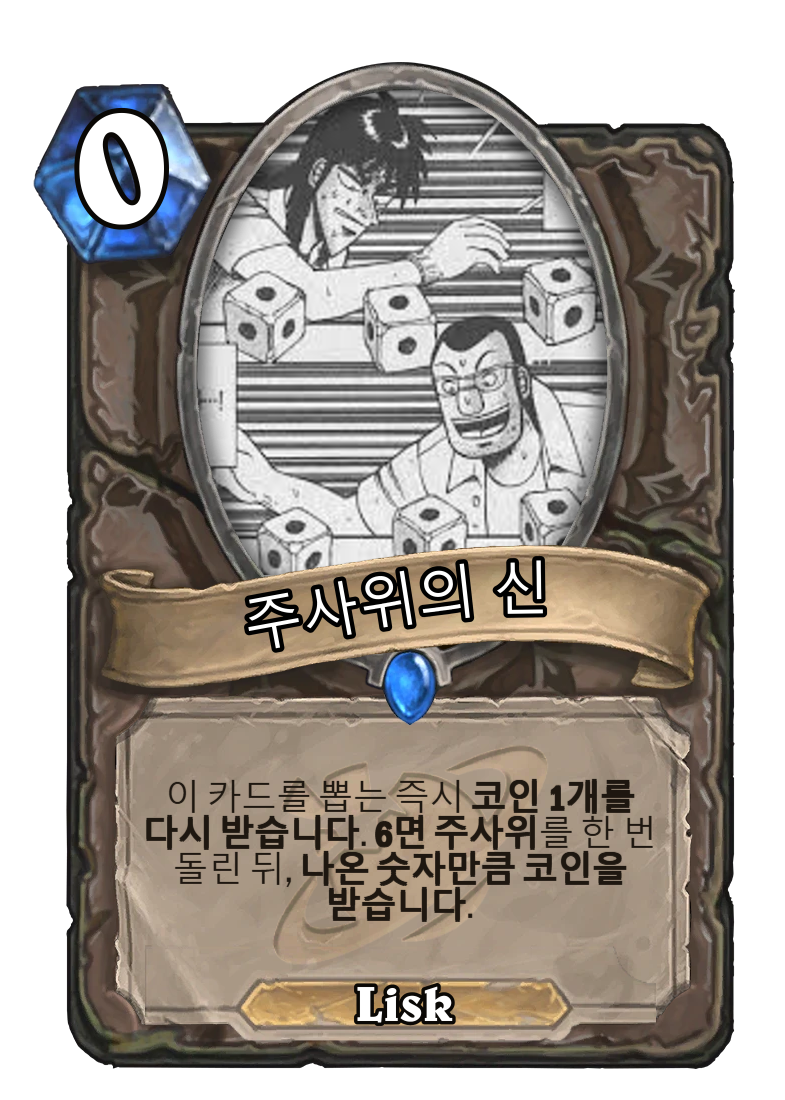 0
주사위의 신
이 카드를 뽑는 즉시 코인 1개를
다시 받습니다. 6면 주사위를 한 번
돌린 뒤, 나온 숫자만큼 코인을
받습니다.
Lisk